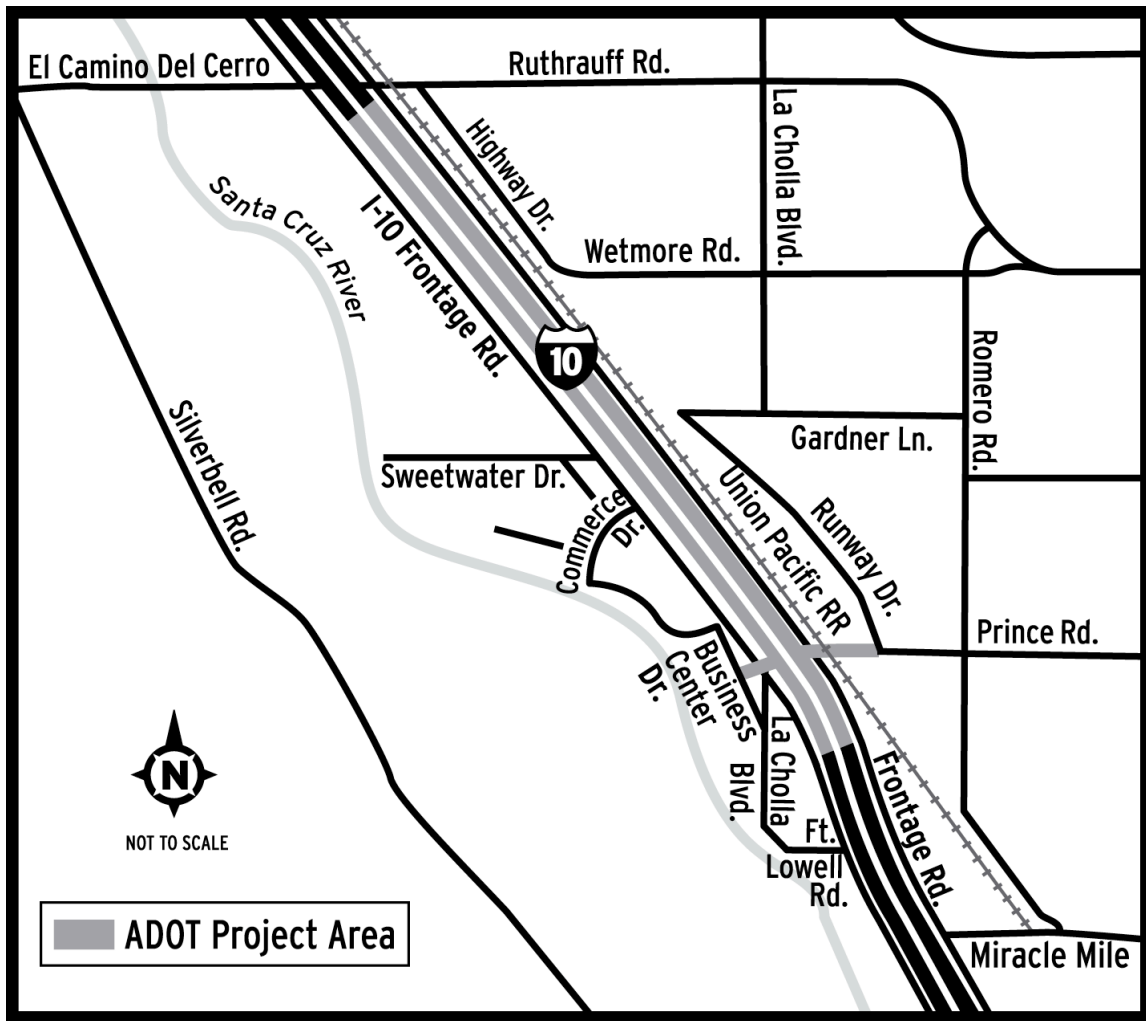 El Camino Del Cerro
Ruthrauff Rd.
La Cholla Blvd.
Highway Dr.
Santa Cruz River
I-10 Frontage Rd.
Wetmore Rd.
10
Romero Rd.
Silverbell Rd.
Gardner Ln.
Sweetwater Dr.
Union Pacific RR
Runway Dr.
Commerce
Dr.
Prince Rd.
Business
Center
Dr.
La Cholla
Blvd.
Frontage Rd.
Ft.
Lowell
Rd.
N
NOT TO SCALE
ADOT Project Area
Miracle Mile